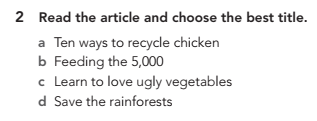 2 Read the article and choose the best title.
a Ten ways to recycle chicken
b Feeding the 5,000
c Learn to love ugly vegetables
d Save the rainforests